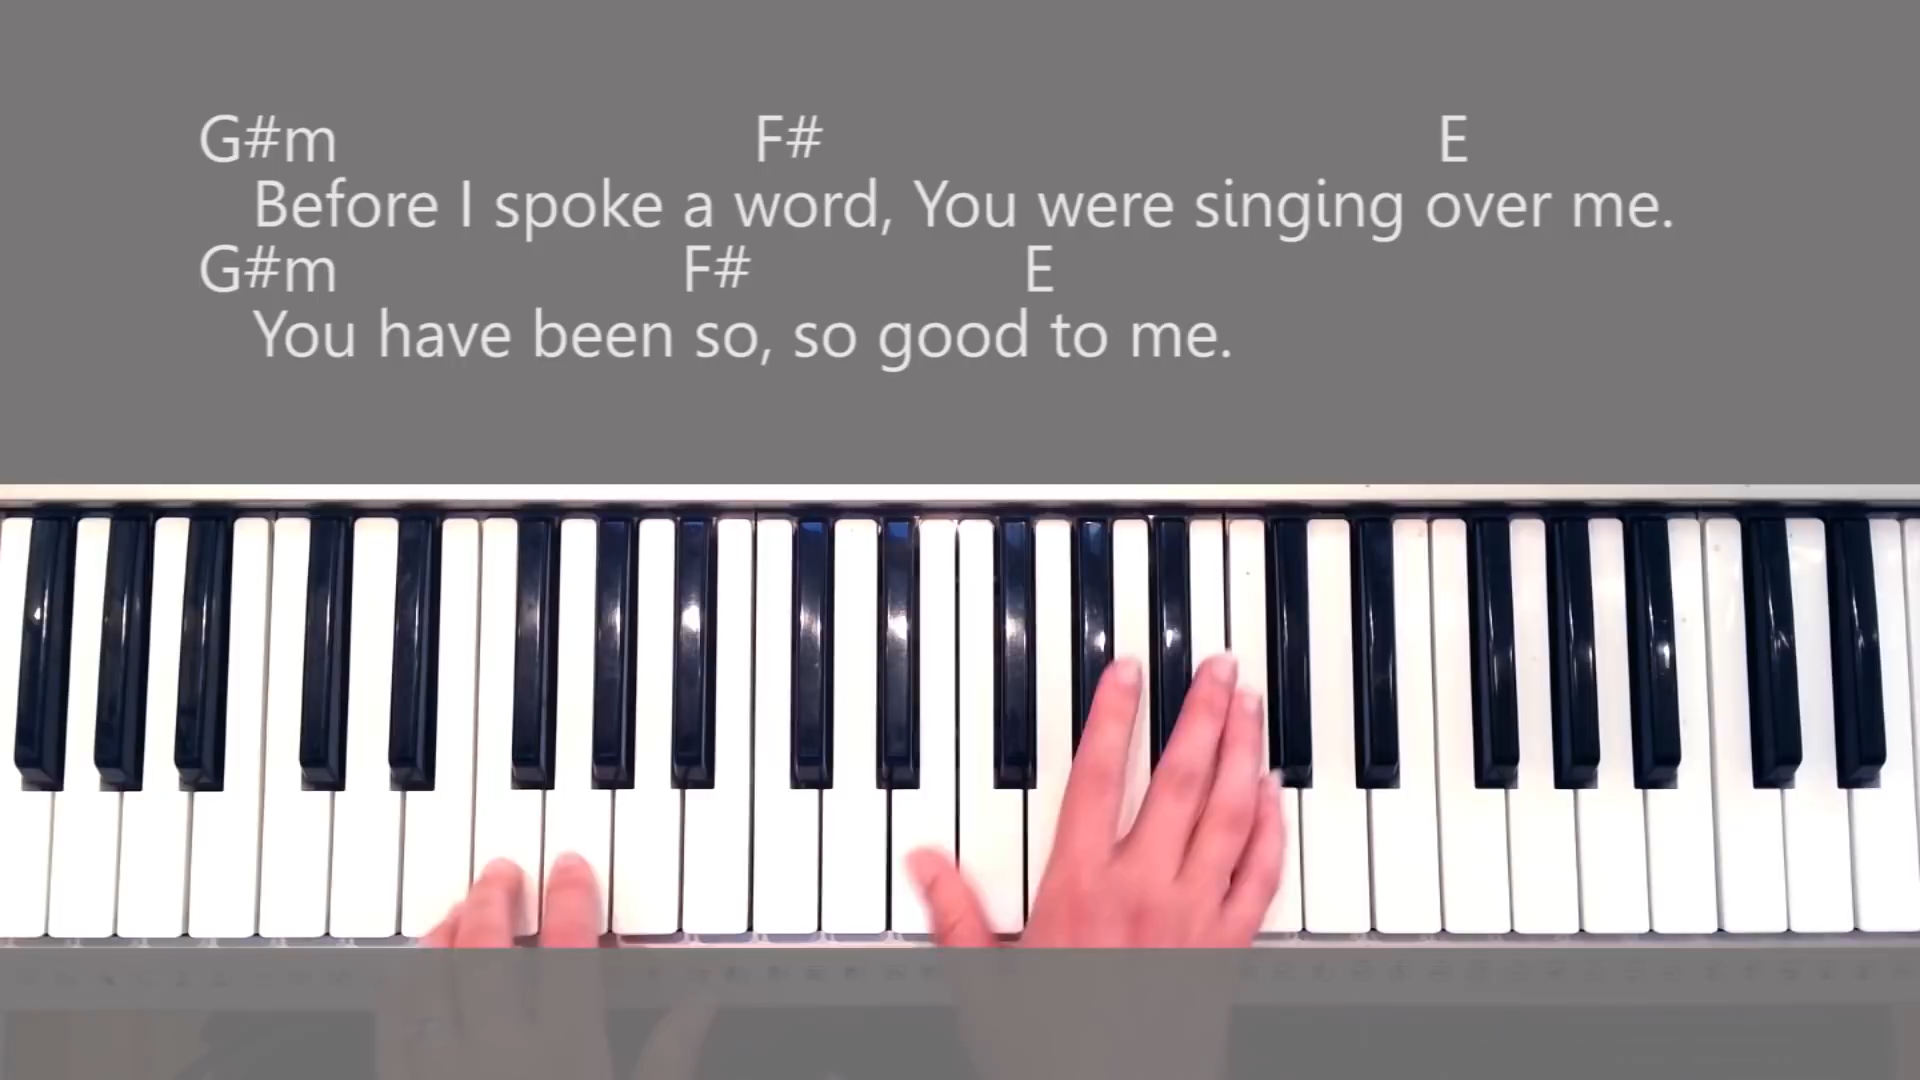 G#m F# E
Before I spoke a word, You were singing over me.
G#m F# E
You have been so, so good to me.